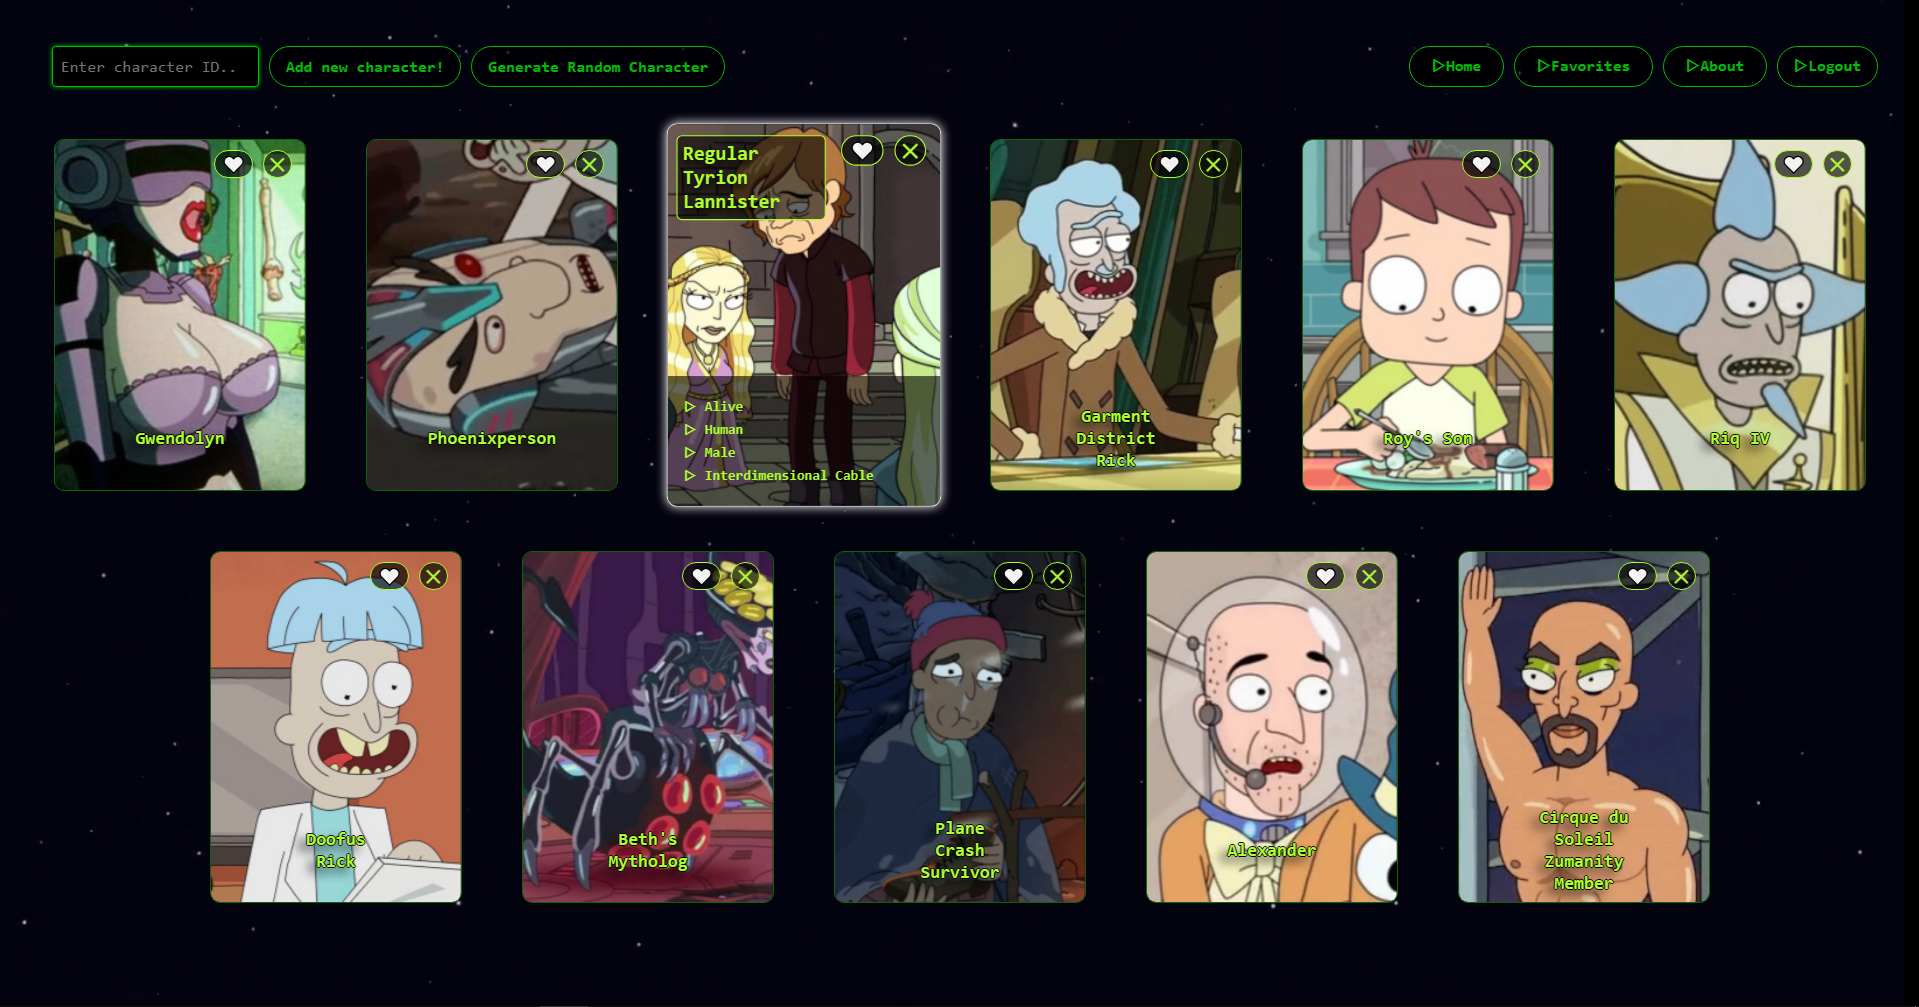 Enter character ID..
Add new character!
Generate Random Character
▷Home
▷Favorites
▷About
▷Logout
Gwendolyn
Phoenixperson
Regular
Tyrion
Lannister
▷ Alive
▷ Human
▷ Male
▷ Interdimensional Cable
Garment
District
Rick
Roy's Son
Riq IV
Doofus
Rick
Beth's
Mytholog
Plane
Crash
Survivor
Alexander
Cirque du
Soleil
Zumanity
Member